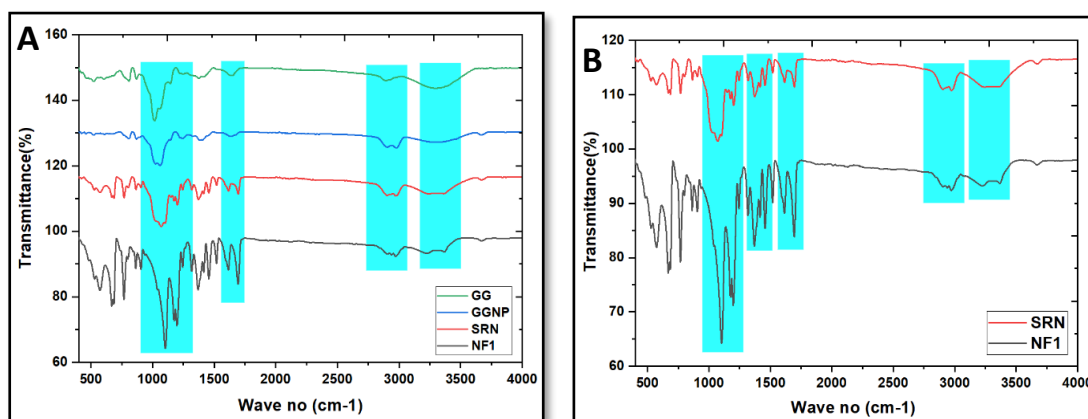 A
160
140
120
100
80
60
Transmittance(%)
500 1000 1500 2000 2500 3000 3500 4000
Wave no (cm-1)
GG
GGNP
SRN
NF1
B
120
110
100
90
80
70
60
Transmittance(%)
500 1000 1500 2000 2500 3000 3500 4000
Wave no (cm-1)
SRN
NF1